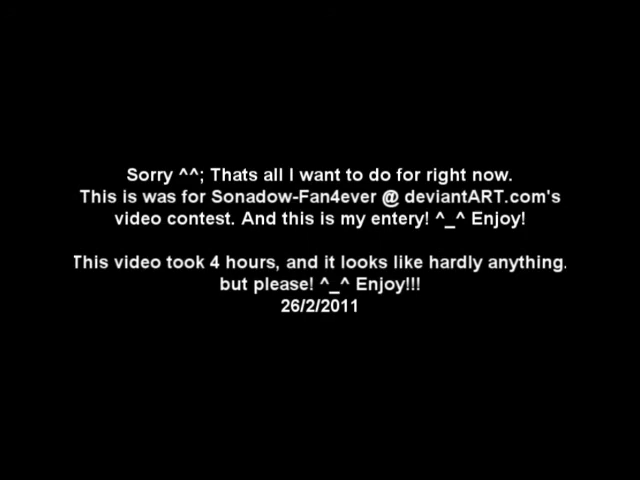 Sorry ^^; Thats all I want to do for right now.
This is was for Sonadow-Fan4ever @ deviantART.com's
video contest. And this is my entery! ^_^ Enjoy!
This video took 4 hours, and it looks like hardly anything.
but please! ^_^ Enjoy!!!
26/2/2011